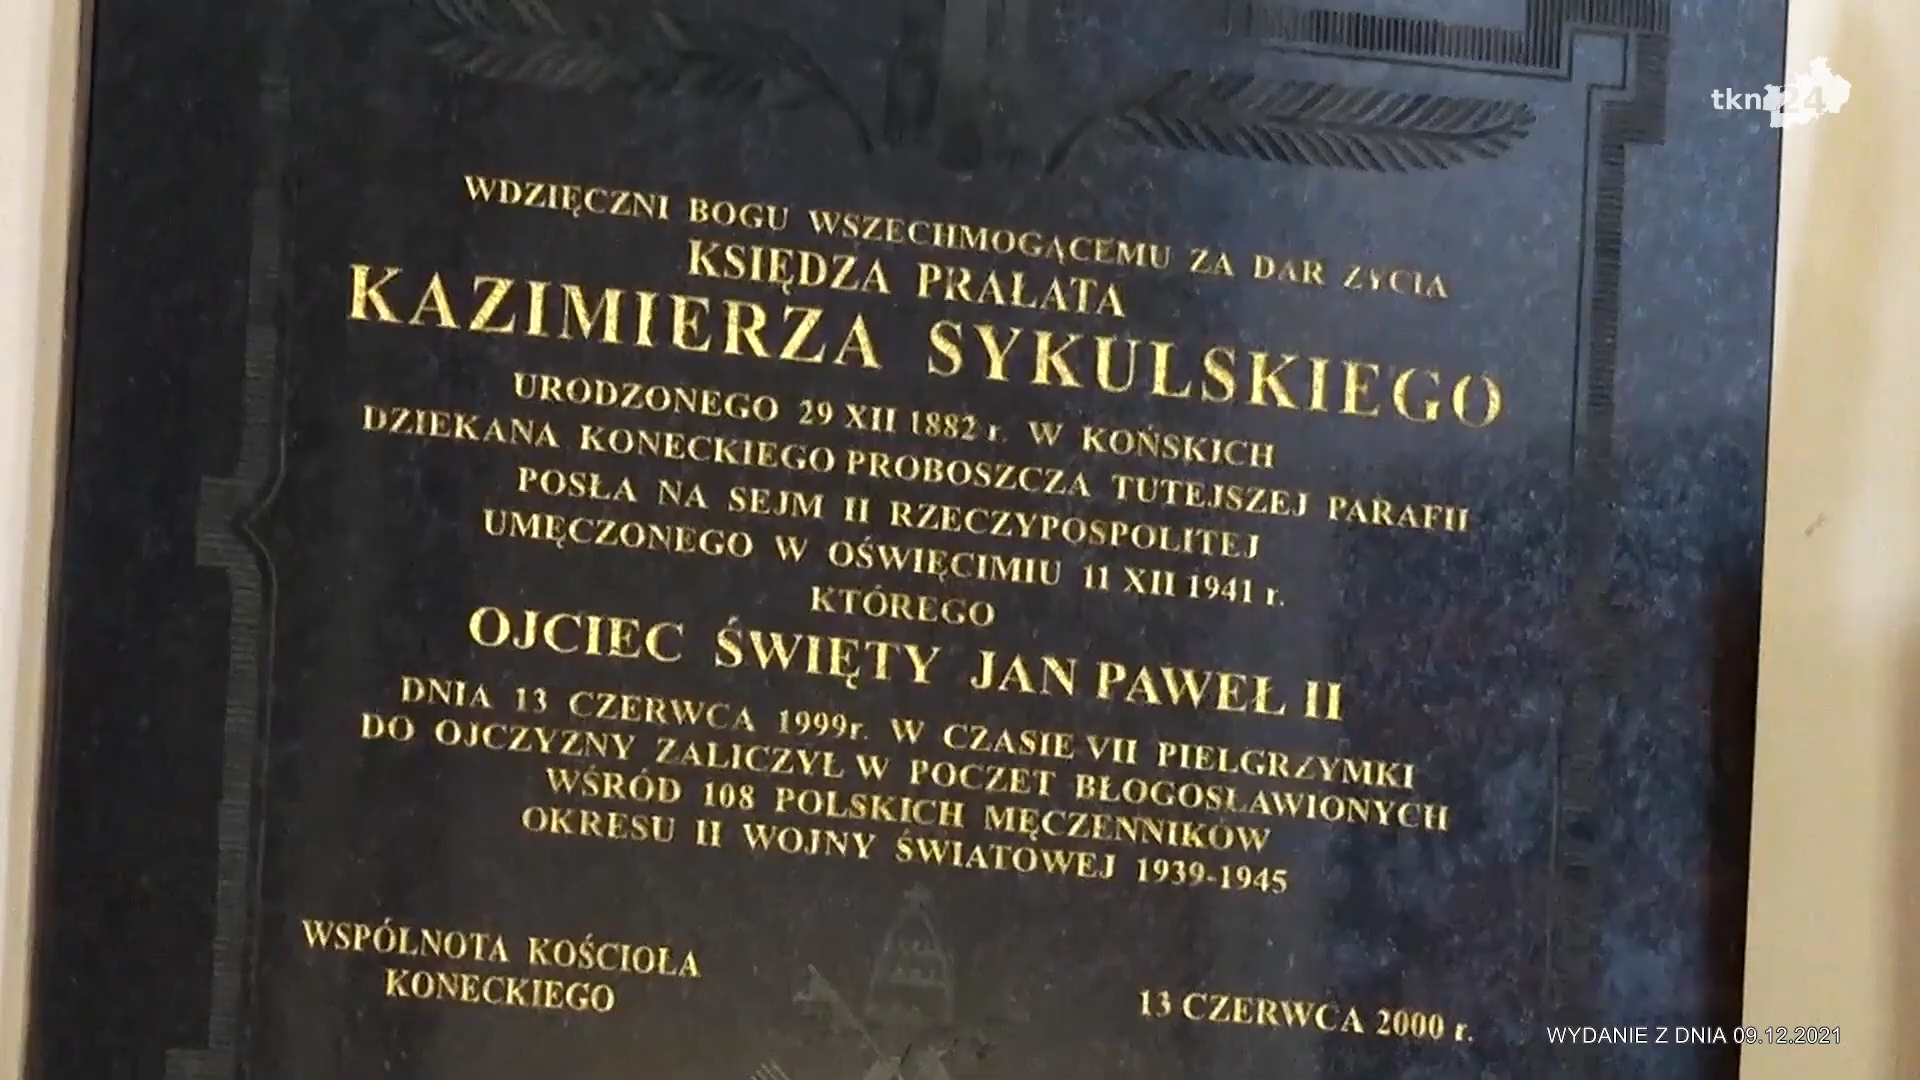 tkn24
WDZIĘCZNI BOGU WSZECHMOGĄCEMU ZA DAR ŻYCIA
KSIĘDZA PRAŁATA
KAZIMIERZA SYKULSKIEGO
URODZONEGO 29 XII 1882 r. W KOŃSKICH
DZIEKANA KONECKIEGO PROBOSZCZA TUTEJSZEJ PARAFII
POSŁA NA SEJM II RZECZYPOSPOLITEJ
UMĘCZONEGO W OŚWIĘCIMIU 11 XII 1941 r.
KTÓREGO
OJCIEC ŚWIĘTY JAN PAWEŁ II
DNIA 13 CZERWCA 1999r. W CZASIE VII PIELGRZYMKI
DO OJCZYZNY ZALICZYŁ W POCZET BŁOGOSŁAWIONYCH
WŚRÓD 108 POLSKICH MĘCZENNIKÓW
OKRESU II WOJNY ŚWIATOWEJ 1939-1945
WSPÓLNOTA KOŚCIOŁA
KONECKIEGO
13 CZERWCA 2000 r.
WYDANIE Z DNIA 09.12.2021